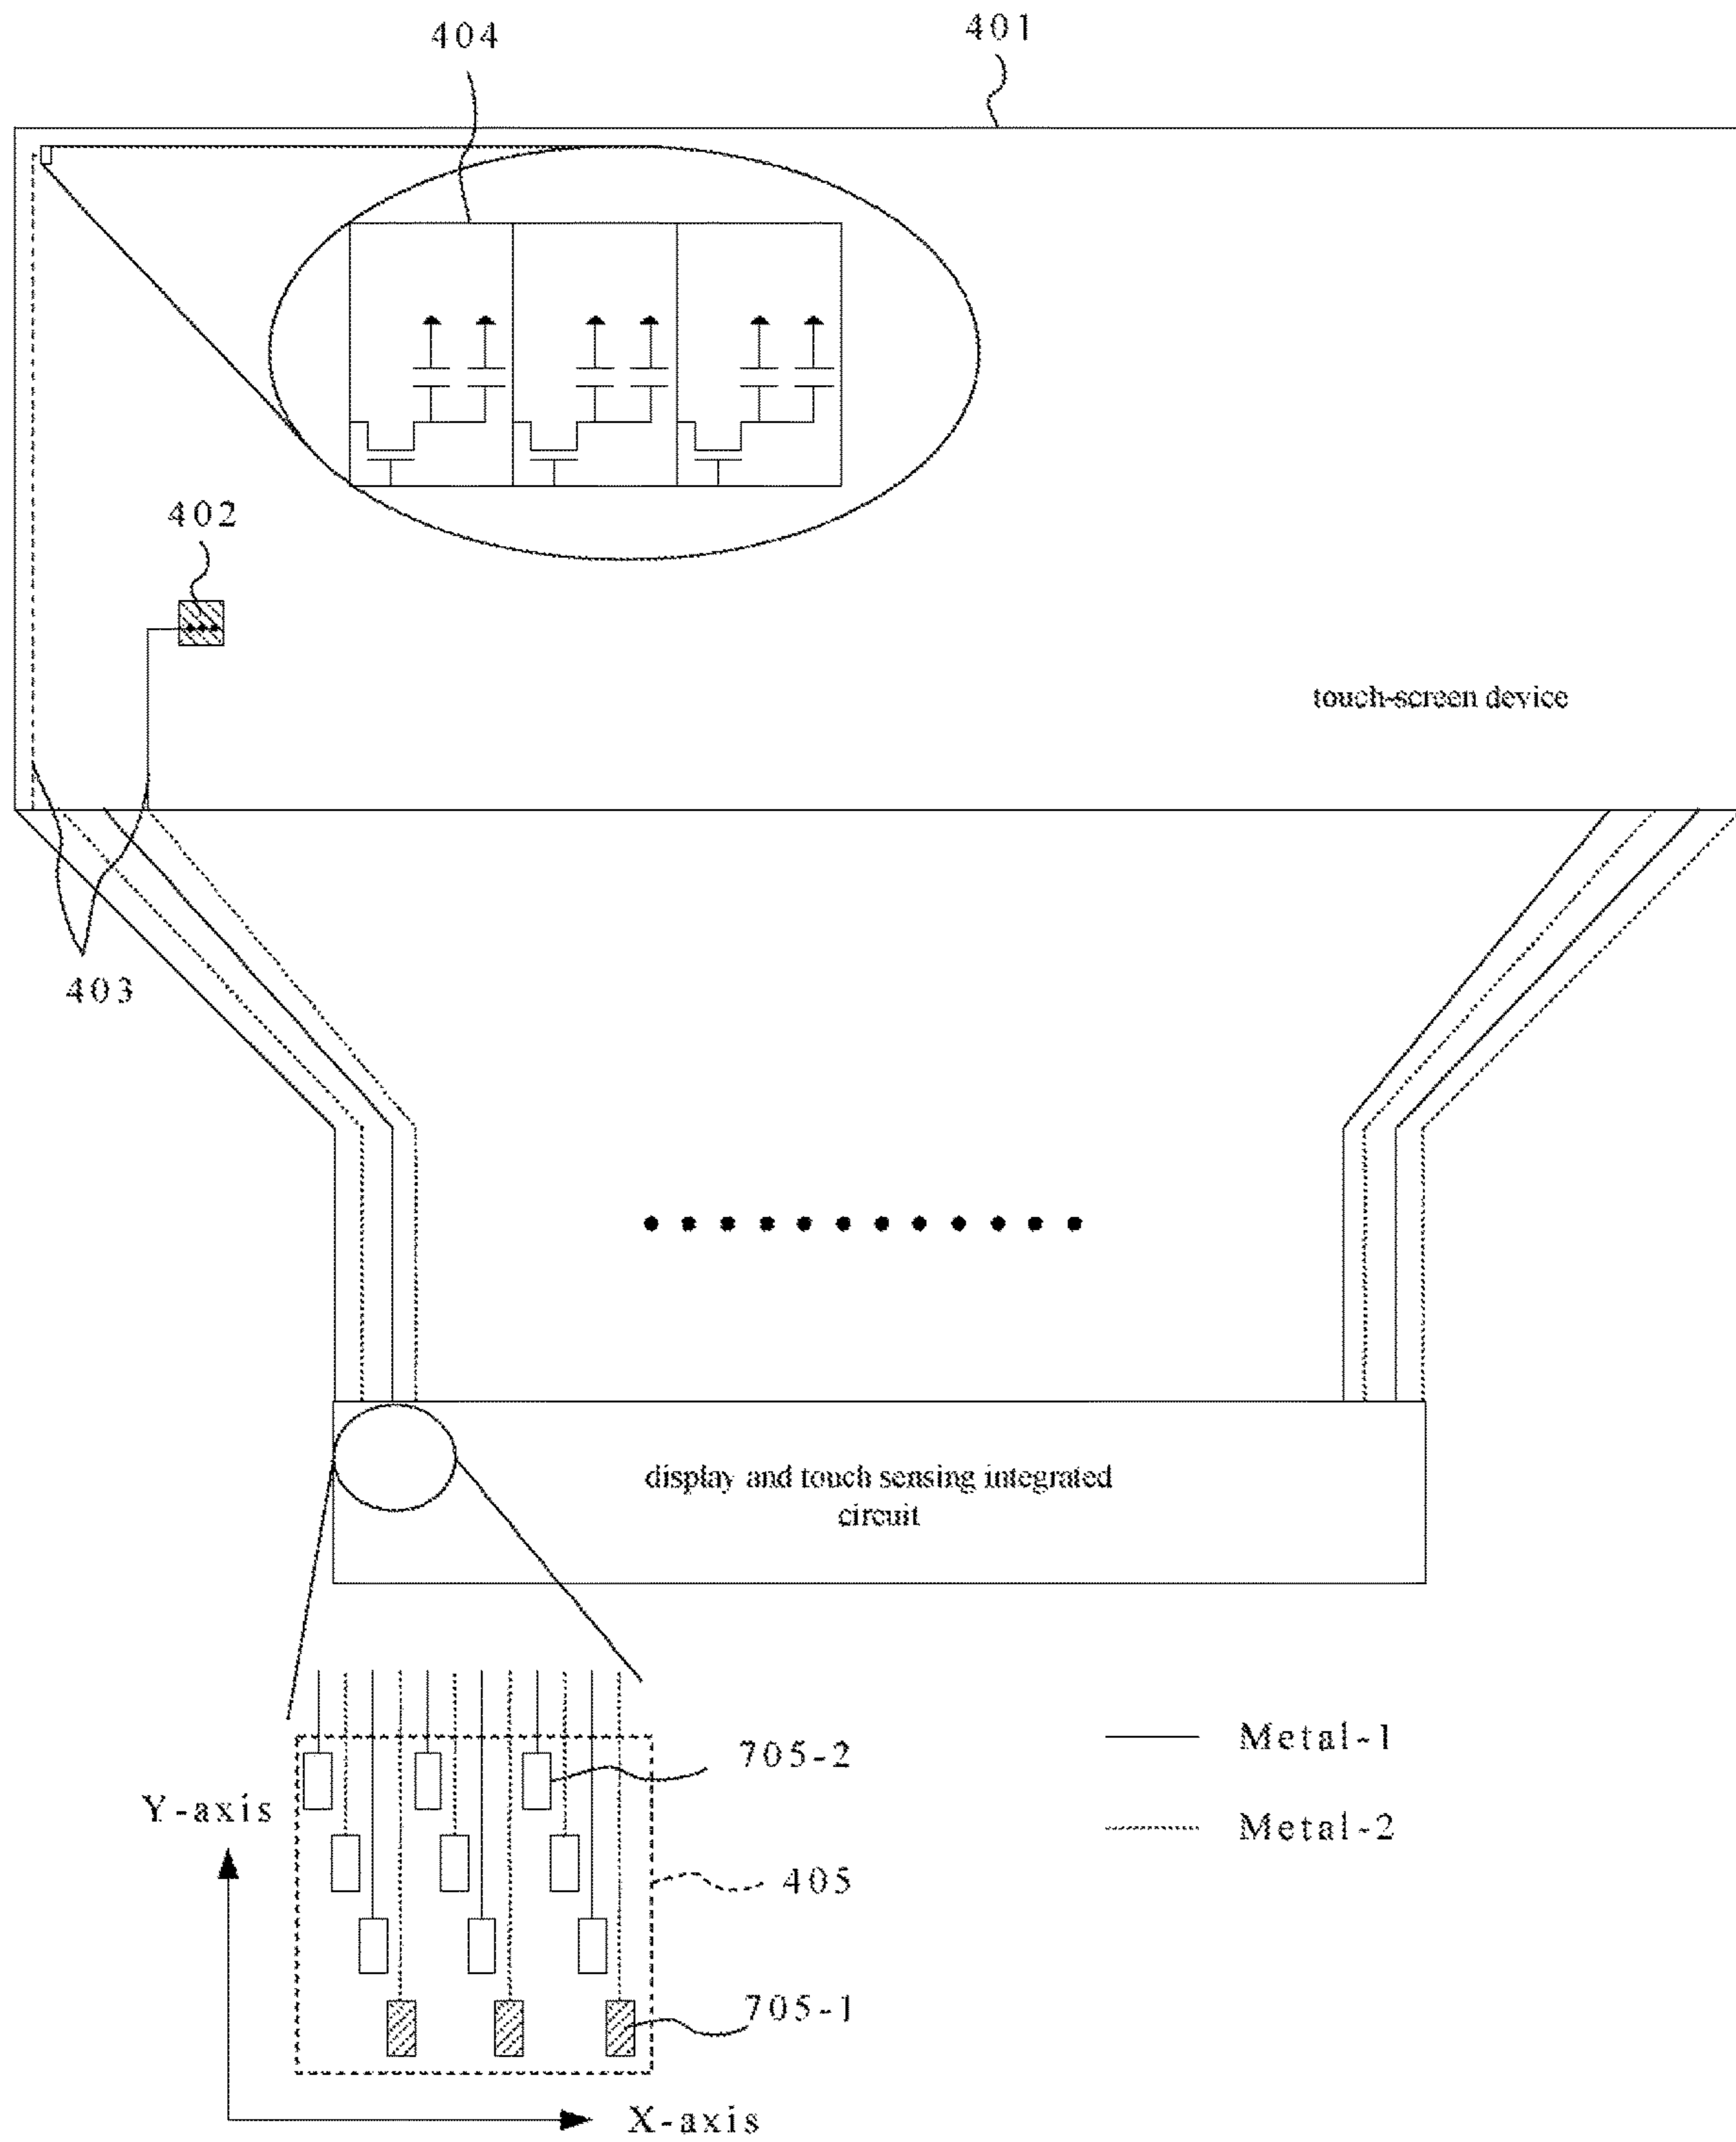 404
401
402
touch-screen device
403
display and touch sensing integrated
circuit
705-2
Metal-1
Y-axis
Metal-2
405
705-1
X-axis